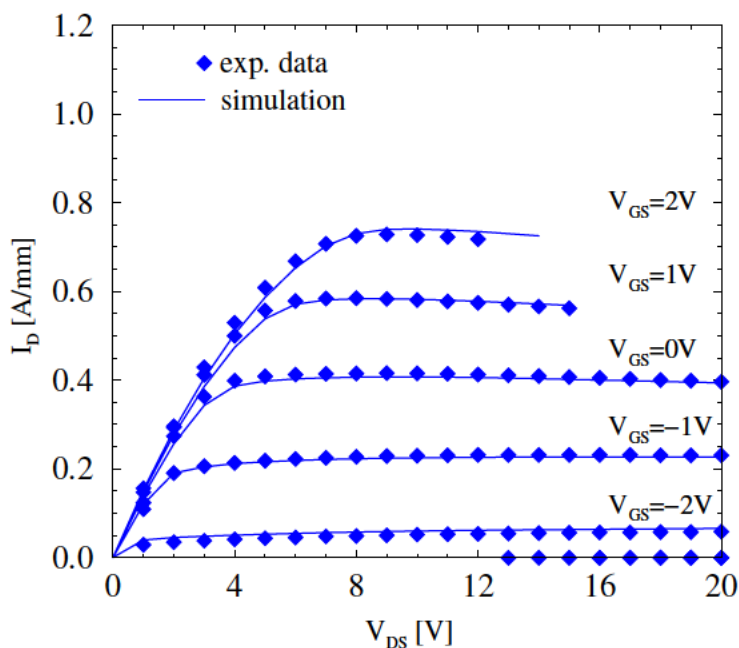 1.2
1.0
0.8
0.6
0.4
0.2
0.0
I_D [A/mm]
exp. data
simulation
V_GS=2V
V_GS=1V
V_GS=0V
V_GS=−1V
V_GS=−2V
0 4 8 12 16 20
V_DS [V]